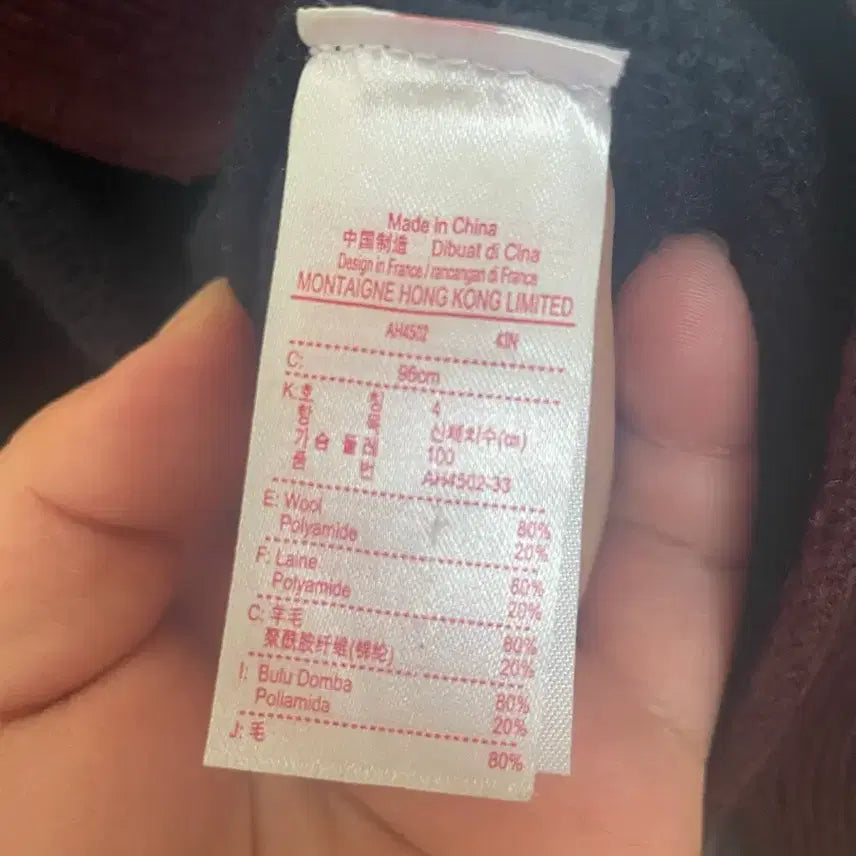 Made in China
中国制造 Dibuat di Cina
Design in France / rancangan di France
MONTAIGNE HONG KONG LIMITED
AH4502
C: 96cm
K: 호 칭 4
신체치수(cm)
가 슴 둘 레 100
품 번 AH4502-33
E: Wool 80%
Polyamide 20%
F: Laine 80%
Polyamide 20%
C: 羊毛 80%
聚酰胺纤维(锦纶) 20%
I: Bulu Domba 80%
Poliamida 20%
J: 毛 80%